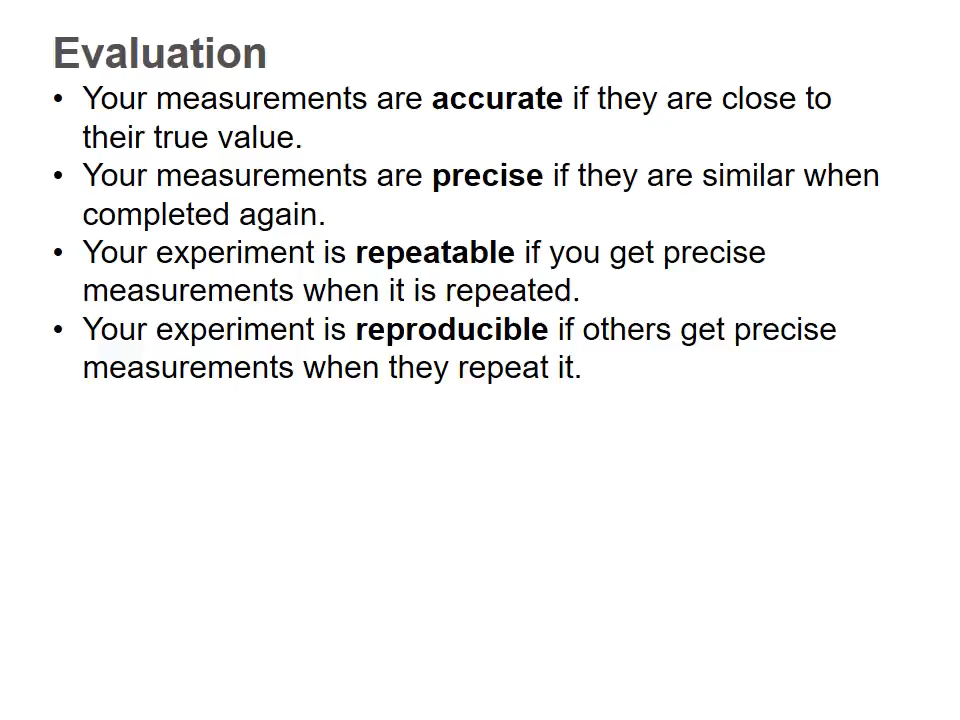 Evaluation
• Your measurements are accurate if they are close to
their true value.
• Your measurements are precise if they are similar when
completed again.
• Your experiment is repeatable if you get precise
measurements when it is repeated.
• Your experiment is reproducible if others get precise
measurements when they repeat it.